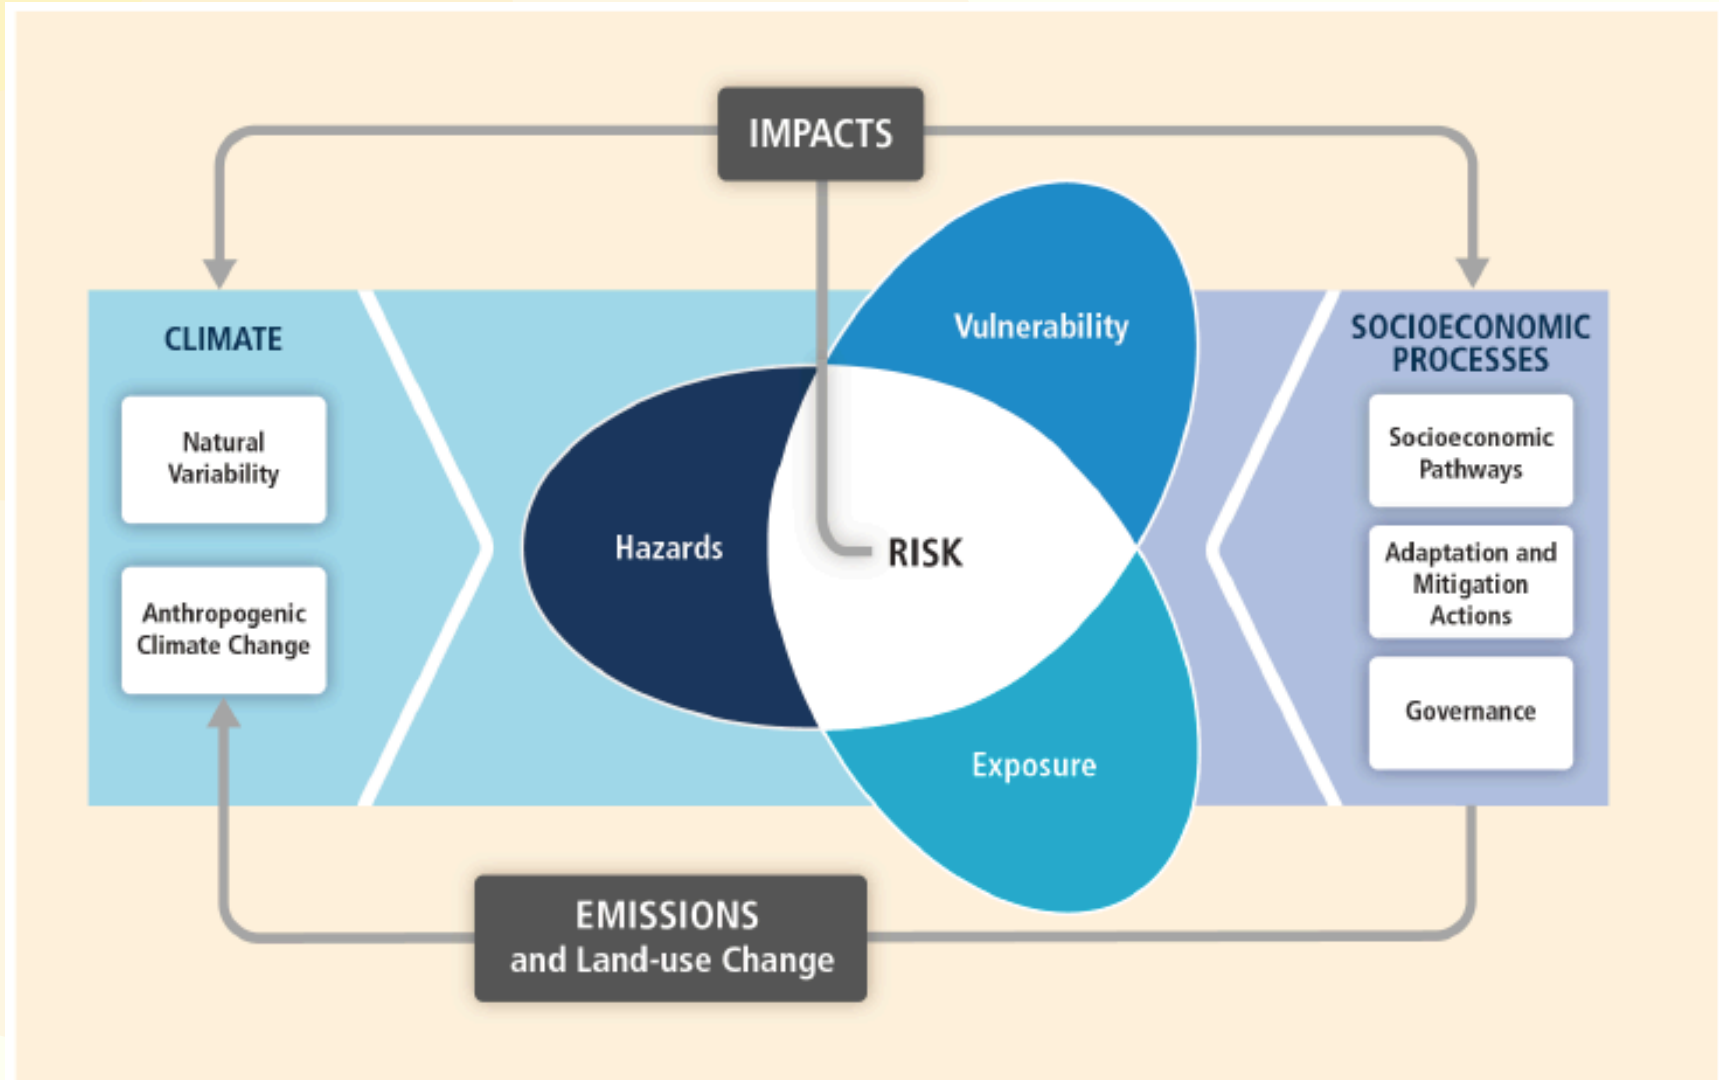 IMPACTS
CLIMATE
Natural
Variability
Anthropogenic
Climate Change
Vulnerability
Hazards
RISK
Exposure
SOCIOECONOMIC
PROCESSES
Socioeconomic
Pathways
Adaptation and
Mitigation
Actions
Governance
EMISSIONS
and Land-use Change